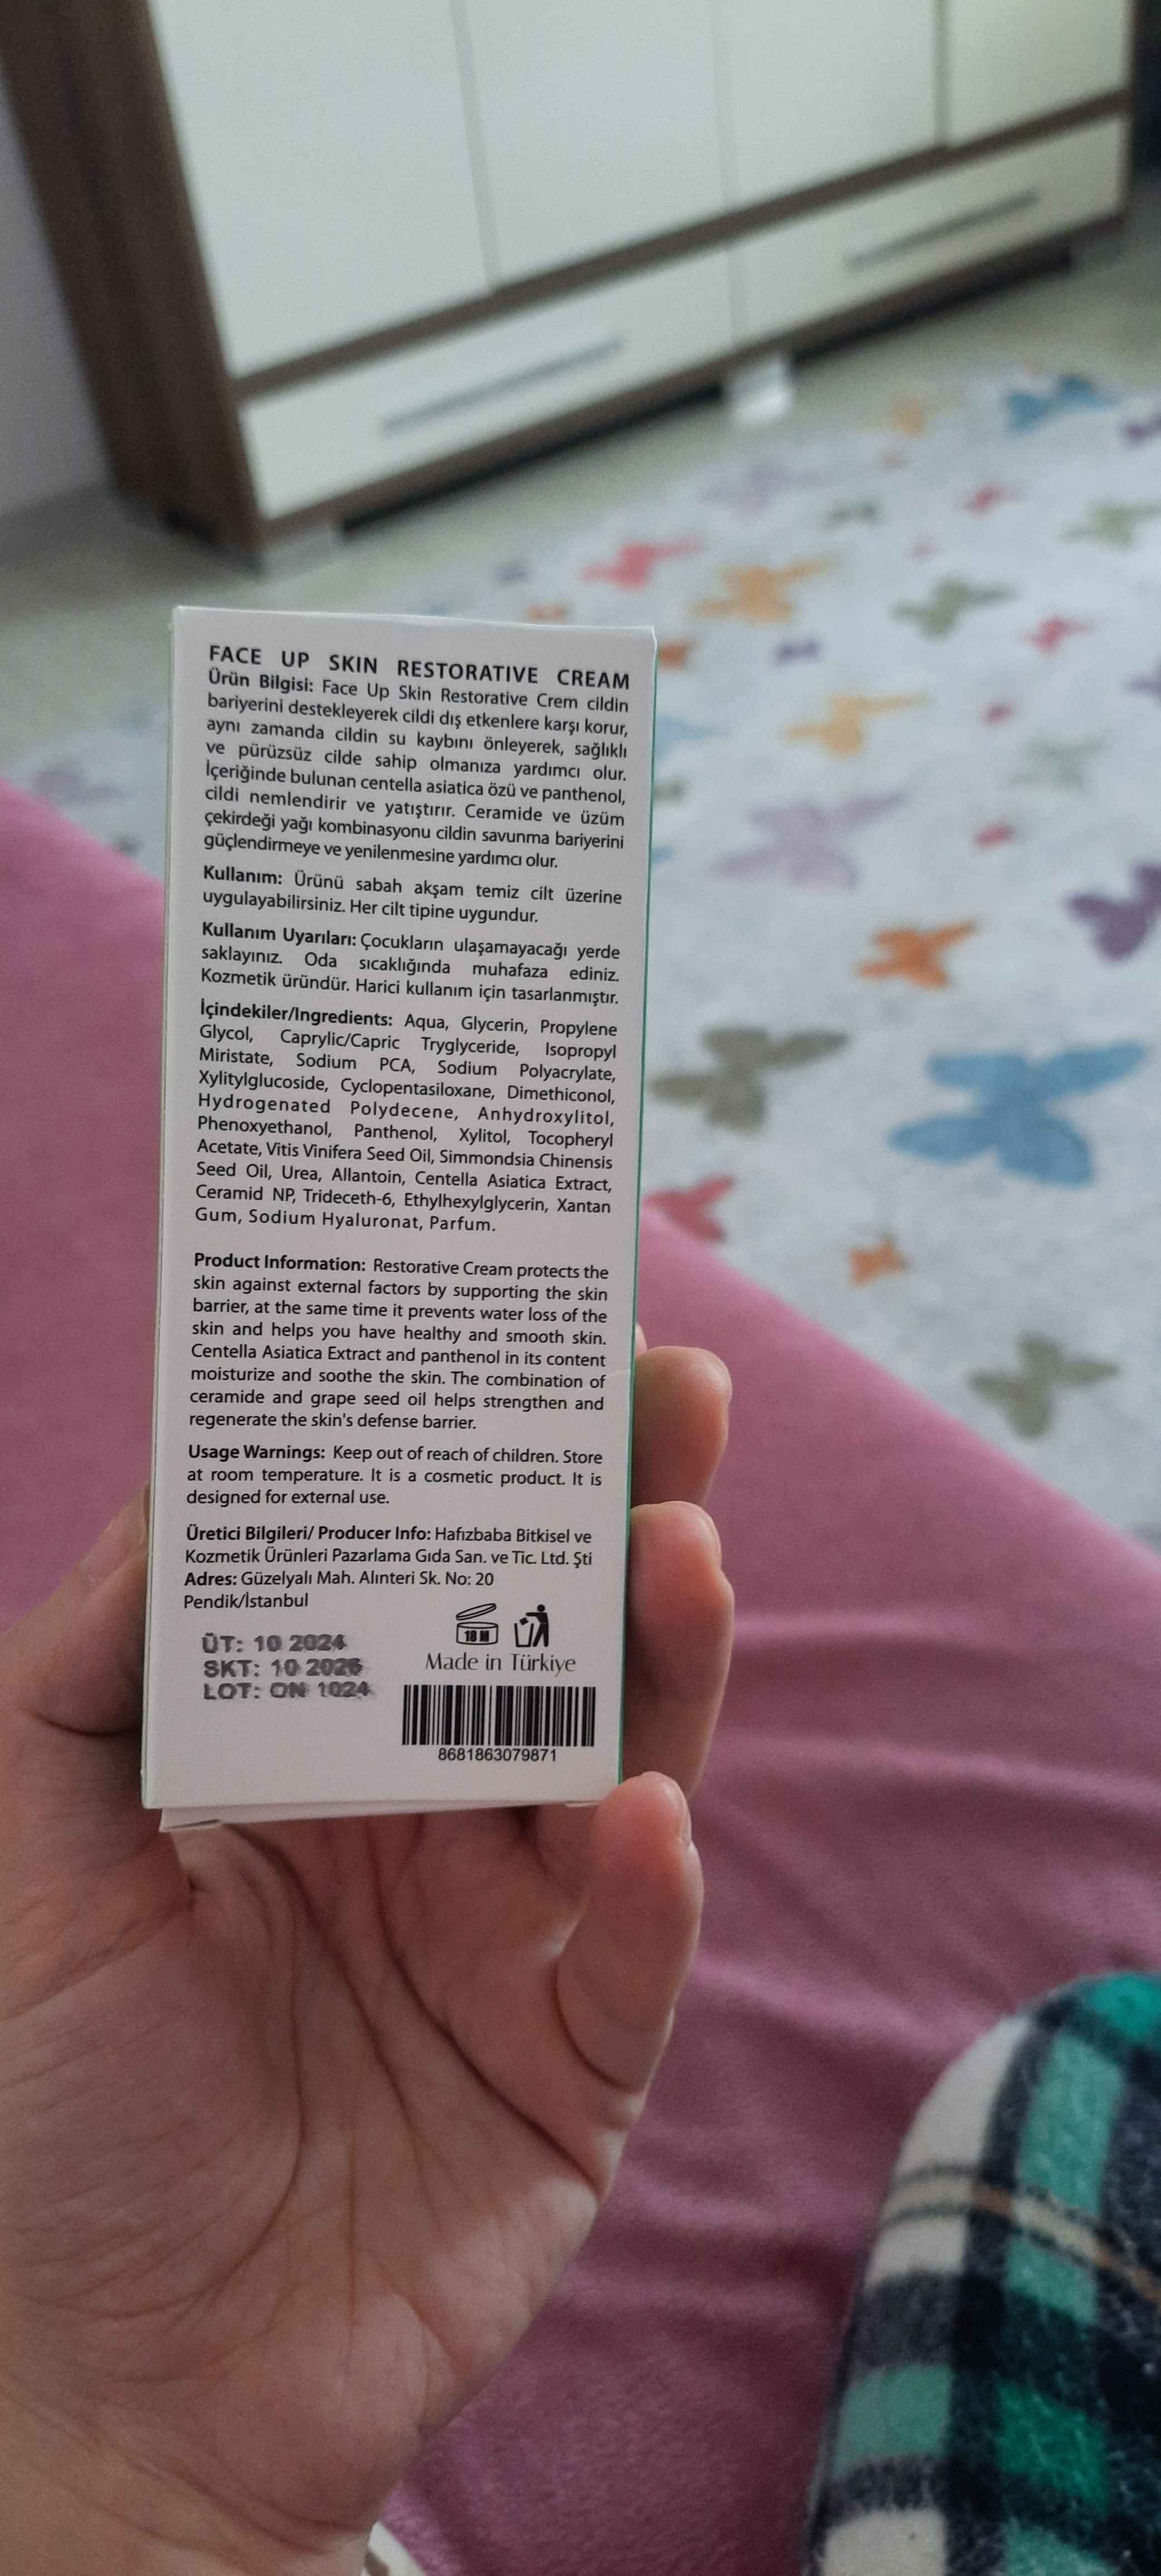 FACE UP SKIN RESTORATIVE CREAM
Ürün Bilgisi: Face Up Skin Restorative Crem cildin
bariyerini destekleyerek cildi dış etkenlere karşı korur,
aynı zamanda cildin su kaybını önleyerek, sağlıklı
ve pürüzsüz cilde sahip olmanıza yardımcı olur.
İçeriğinde bulunan centella asiatica özü ve panthenol,
cildi nemlendirir ve yatıştırır. Ceramide ve üzüm
çekirdeği yağı kombinasyonu cildin savunma bariyerini
güçlendirmeye ve yenilenmesine yardımcı olur.
Kullanım: Ürünü sabah akşam temiz cilt üzerine
uygulayabilirsiniz. Her cilt tipine uygundur.
Kullanım Uyarıları: Çocukların ulaşamayacağı yerde
saklayınız. Oda sıcaklığında muhafaza ediniz.
Kozmetik üründür. Harici kullanım için tasarlanmıştır.
İçindekiler/Ingredients: Aqua, Glycerin, Propylene
Glycol, Caprylic/Capric Tryglyceride, Isopropyl
Miristate, Sodium PCA, Sodium Polyacrylate,
Xylitylglucoside, Cyclopentasiloxane, Dimethiconol,
Hydrogenated Polydecene, Anhydroxylitol,
Phenoxyethanol, Panthenol, Xylitol, Tocopheryl
Acetate, Vitis Vinifera Seed Oil, Simmondsia Chinensis
Seed Oil, Urea, Allantoin, Centella Asiatica Extract,
Ceramid NP, Trideceth-6, Ethylhexylglycerin, Xantan
Gum, Sodium Hyaluronat, Parfum.
Product Information: Restorative Cream protects the
skin against external factors by supporting the skin
barrier, at the same time it prevents water loss of the
skin and helps you have healthy and smooth skin.
Centella Asiatica Extract and panthenol in its content
moisturize and soothe the skin. The combination of
ceramide and grape seed oil helps strengthen and
regenerate the skin's defense barrier.
Usage Warnings: Keep out of reach of children. Store
at room temperature. It is a cosmetic product. It is
designed for external use.
Üretici Bilgileri/ Producer Info: Hafızbaba Bitkisel ve
Kozmetik Ürünleri Pazarlama Gıda San. ve Tic. Ltd. Şti
Adres: Güzelyalı Mah. Alınteri Sk. No: 20
Pendik/İstanbul
18 M
Made in Türkiye
ÜT: 10 2024
SKT: 10 2026
LOT: ON 1024
8681863079871